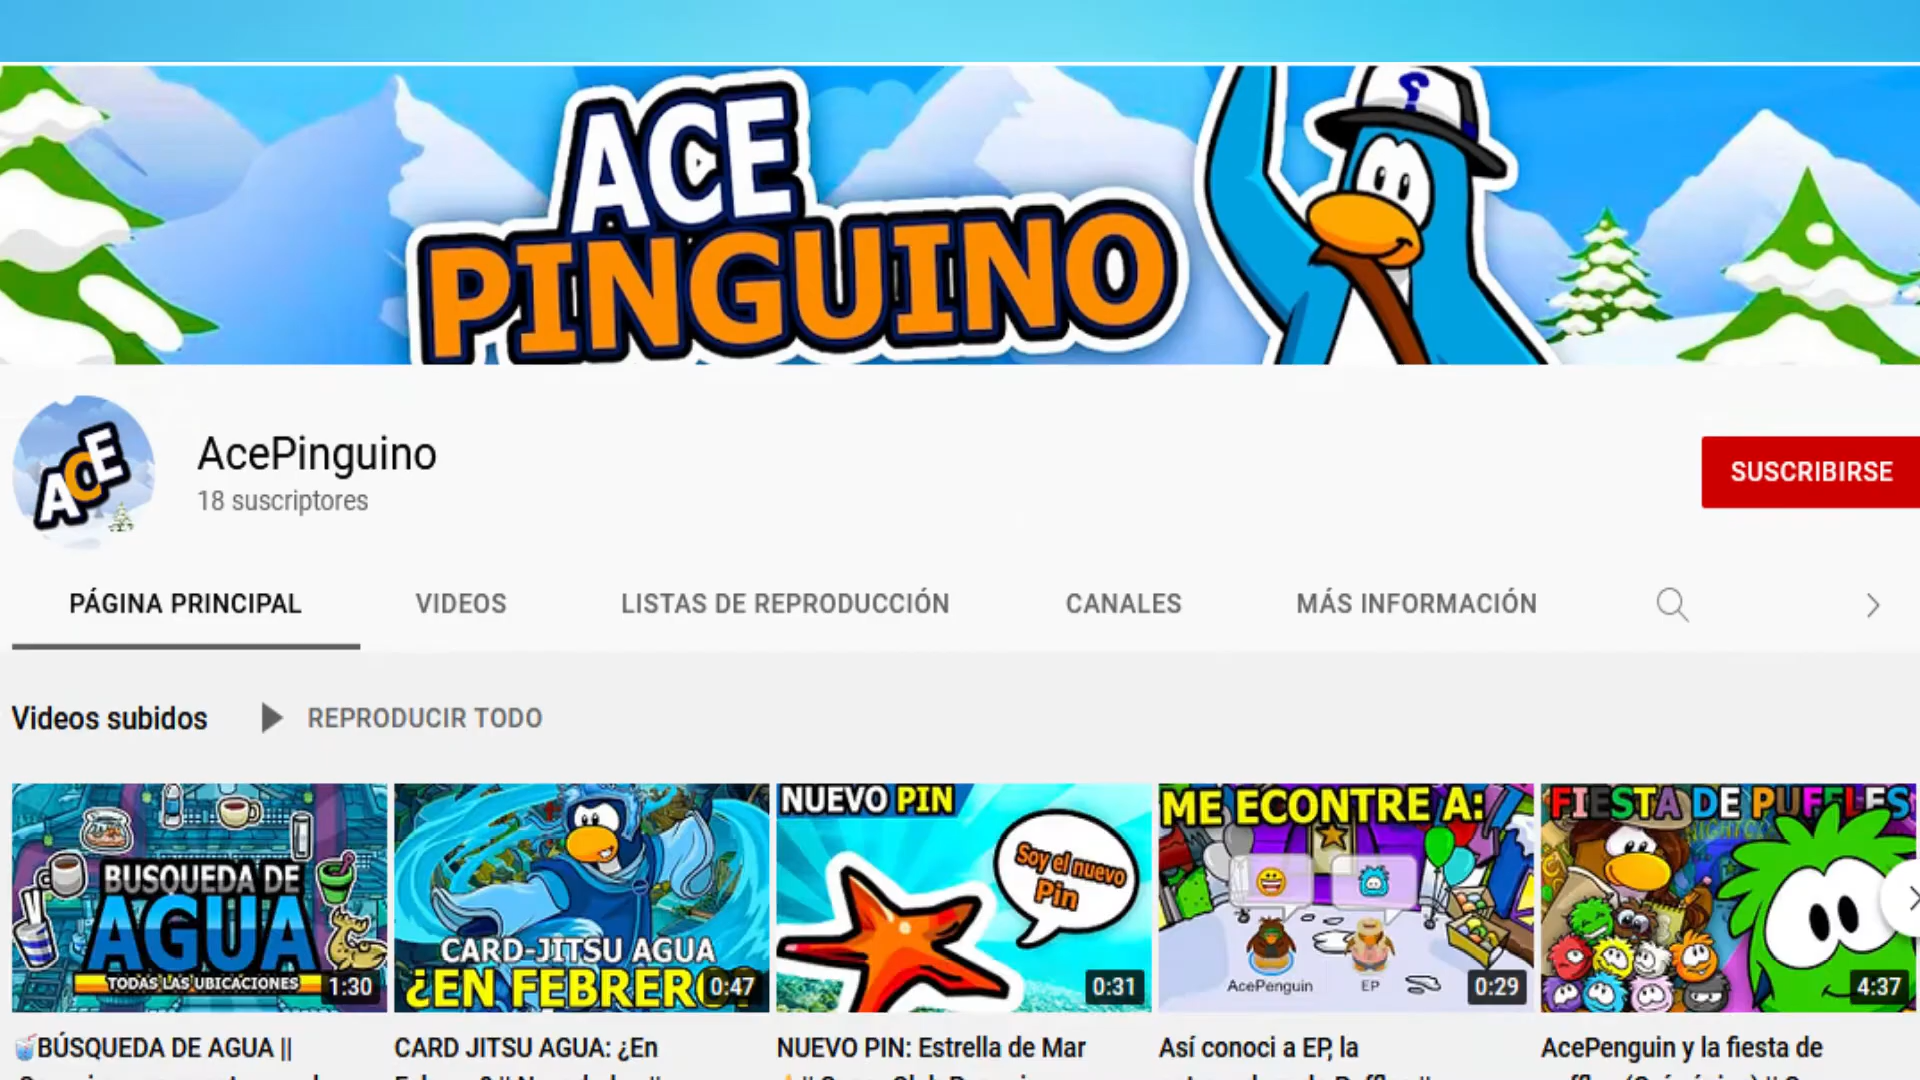 ACE
PINGUINO
ACE
AcePinguino
18 suscriptores
SUSCRIBIRSE
PÁGINA PRINCIPAL
VIDEOS
LISTAS DE REPRODUCCIÓN
CANALES
MÁS INFORMACIÓN
Videos subidos
REPRODUCIR TODO
BUSQUEDA DE
AGUA
TODAS LAS UBICACIONES
1:30
CARD-JITSU AGUA
¿EN FEBRERO?
0:47
NUEVO PIN
Soy el nuevo
Pin
0:31
ME ECONTRE A:
AcePenguin
EP
0:29
FIESTA DE PUFFLES
4:37
BÚSQUEDA DE AGUA ||
CARD JITSU AGUA: ¿En
NUEVO PIN: Estrella de Mar
Así conoci a EP, la
AcePenguin y la fiesta de